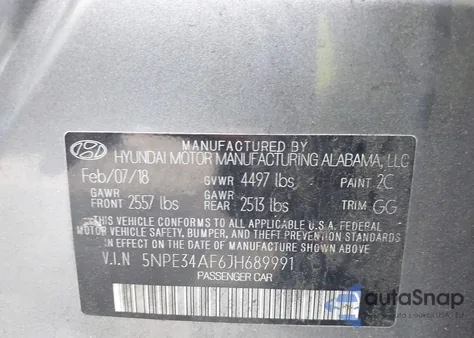 MANUFACTURED BY
HYUNDAI MOTOR MANUFACTURING ALABAMA, LLC
Feb/07/18 GVWR 4497 lbs PAINT 2C
GAWR FRONT 2557 lbs GAWR REAR 2513 lbs TRIM GG
THIS VEHICLE CONFORMS TO ALL APPLICABLE U.S. FEDERAL
MOTOR VEHICLE SAFETY, BUMPER, AND THEFT PREVENTION STANDARDS
IN EFFECT ON THE DATE OF MANUFACTURE SHOWN ABOVE.
V.I.N 5NPE34AF6JH689991
PASSENGER CAR
autoSnap